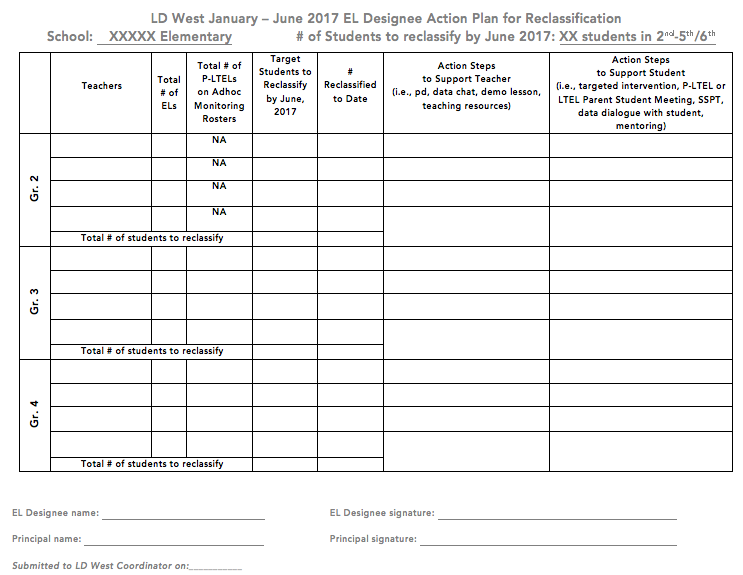 LD West January – June 2017 EL Designee Action Plan for Reclassification
School: XXXXX Elementary # of Students to reclassify by June 2017: XX students in 2nd-5th/6th
Teachers
Total
# of
ELs
Total # of
P-LTELs
on Adhoc
Monitoring
Rosters
Target
Students to
Reclassify
by June,
2017
#
Reclassified
to Date
Action Steps
to Support Teacher
(i.e., pd, data chat, demo lesson,
teaching resources)
Action Steps
to Support Student
(i.e., targeted intervention, P-LTEL or
LTEL Parent Student Meeting, SSPT,
data dialogue with student,
mentoring)
Gr. 2
NA
NA
NA
NA
Total # of students to reclassify
Gr. 3
Total # of students to reclassify
Gr. 4
Total # of students to reclassify
EL Designee name: EL Designee signature:
Principal name: Principal signature:
Submitted to LD West Coordinator on:___________